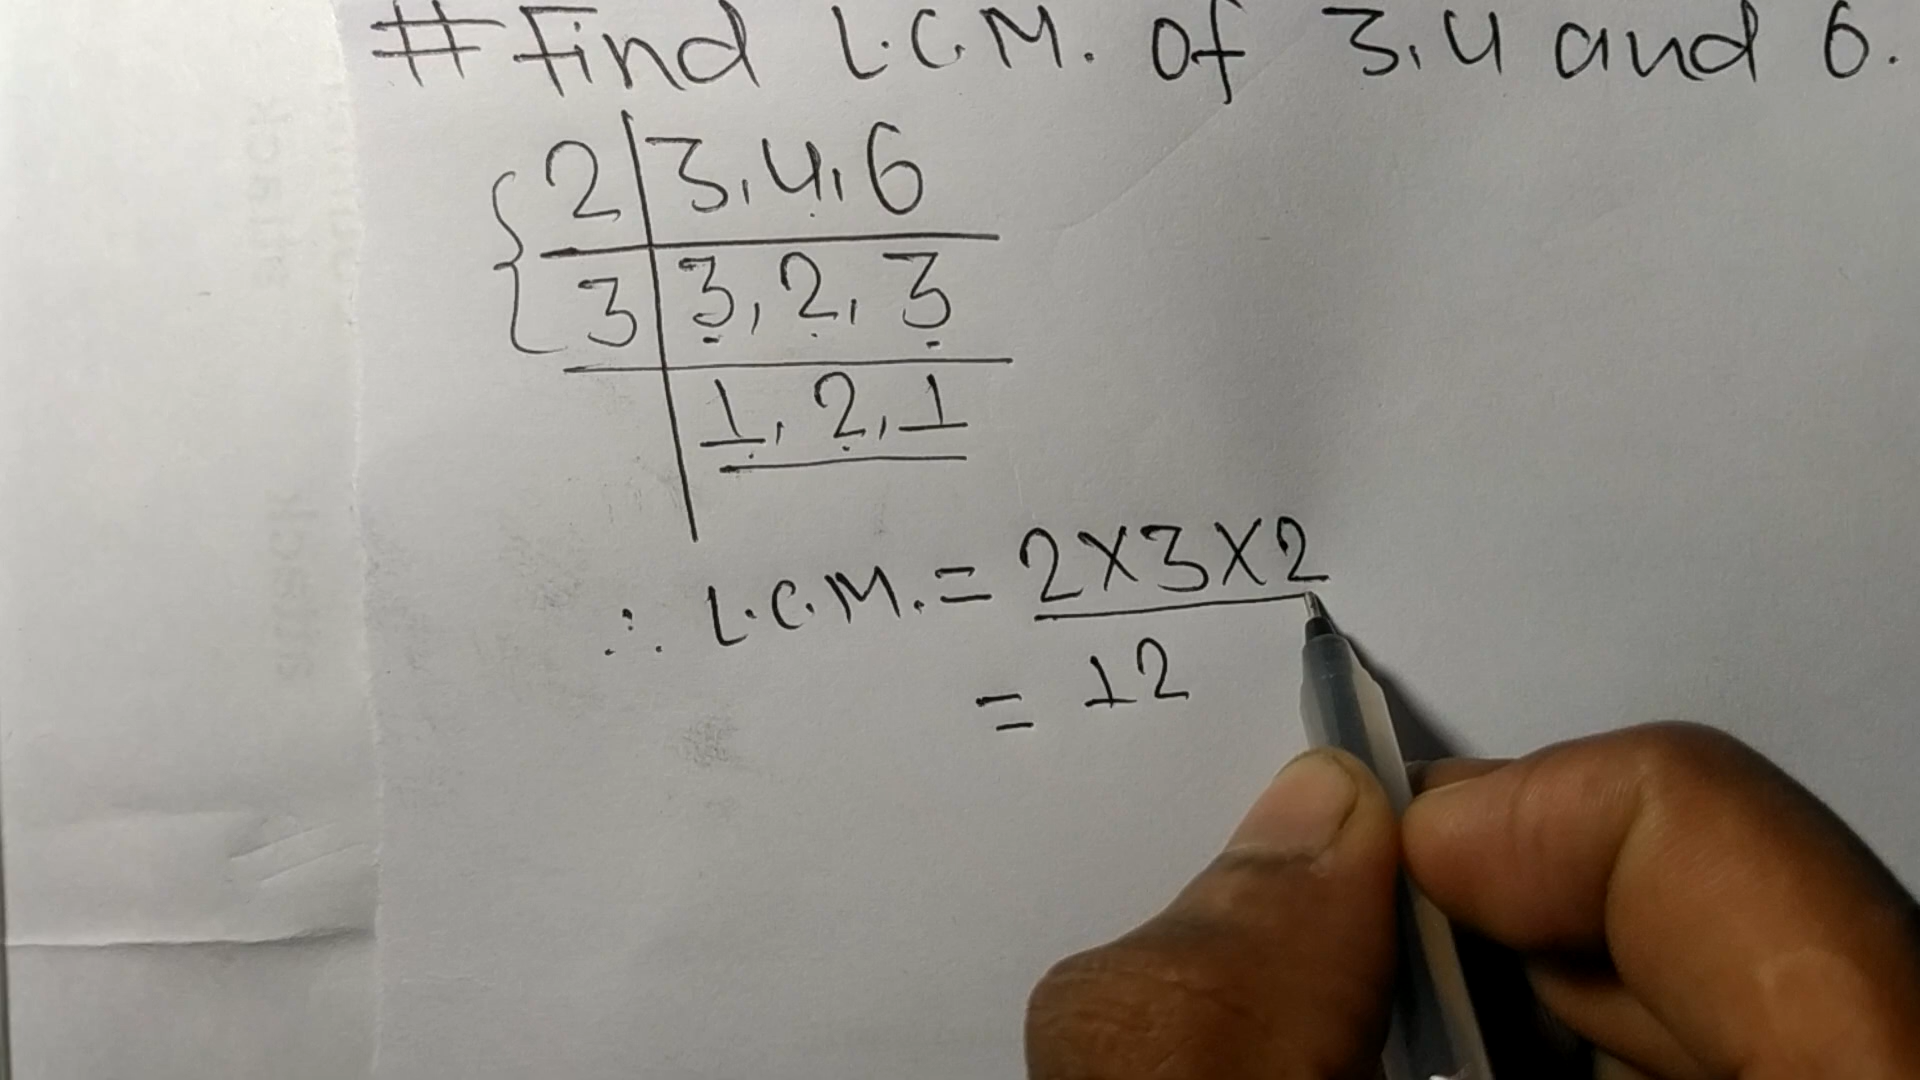 # Find L.C.M. of 3,4 and 6.
2 | 3, 4, 6
3 | 3, 2, 3
1, 2, 1
∴ L.C.M. = 2×3×2
= 12